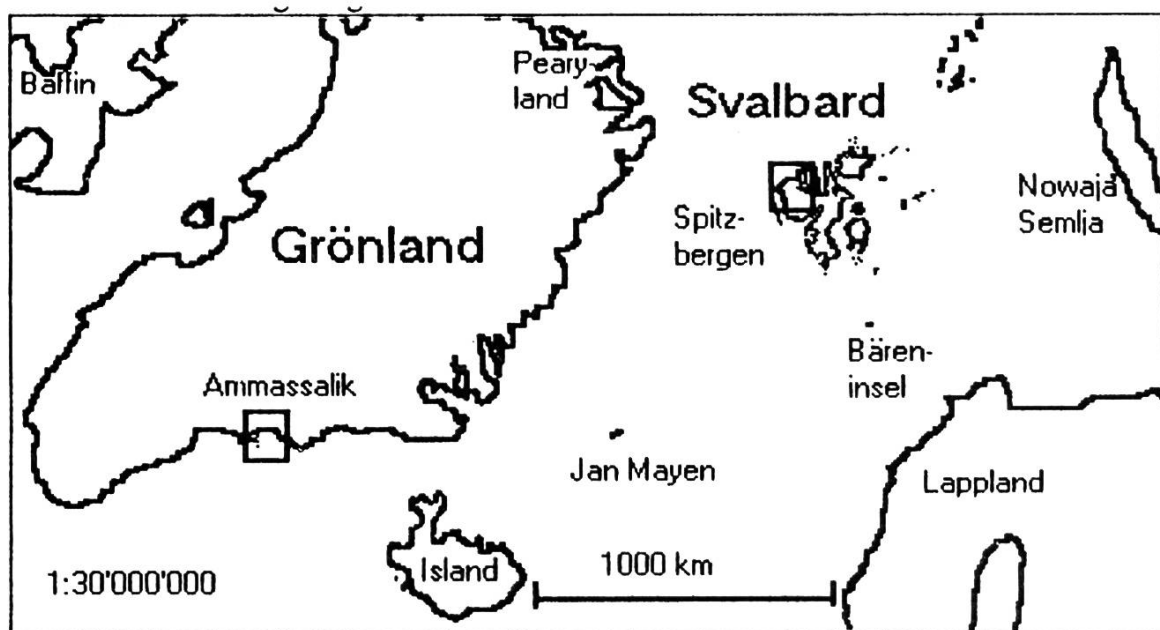 Baffin
Peary-
land
Svalbard
Nowaja
Semlja
Spitz-
bergen
Grönland
Bären-
insel
Ammassalik
Jan Mayen
Lappland
Island
1000 km
1:30'000'000